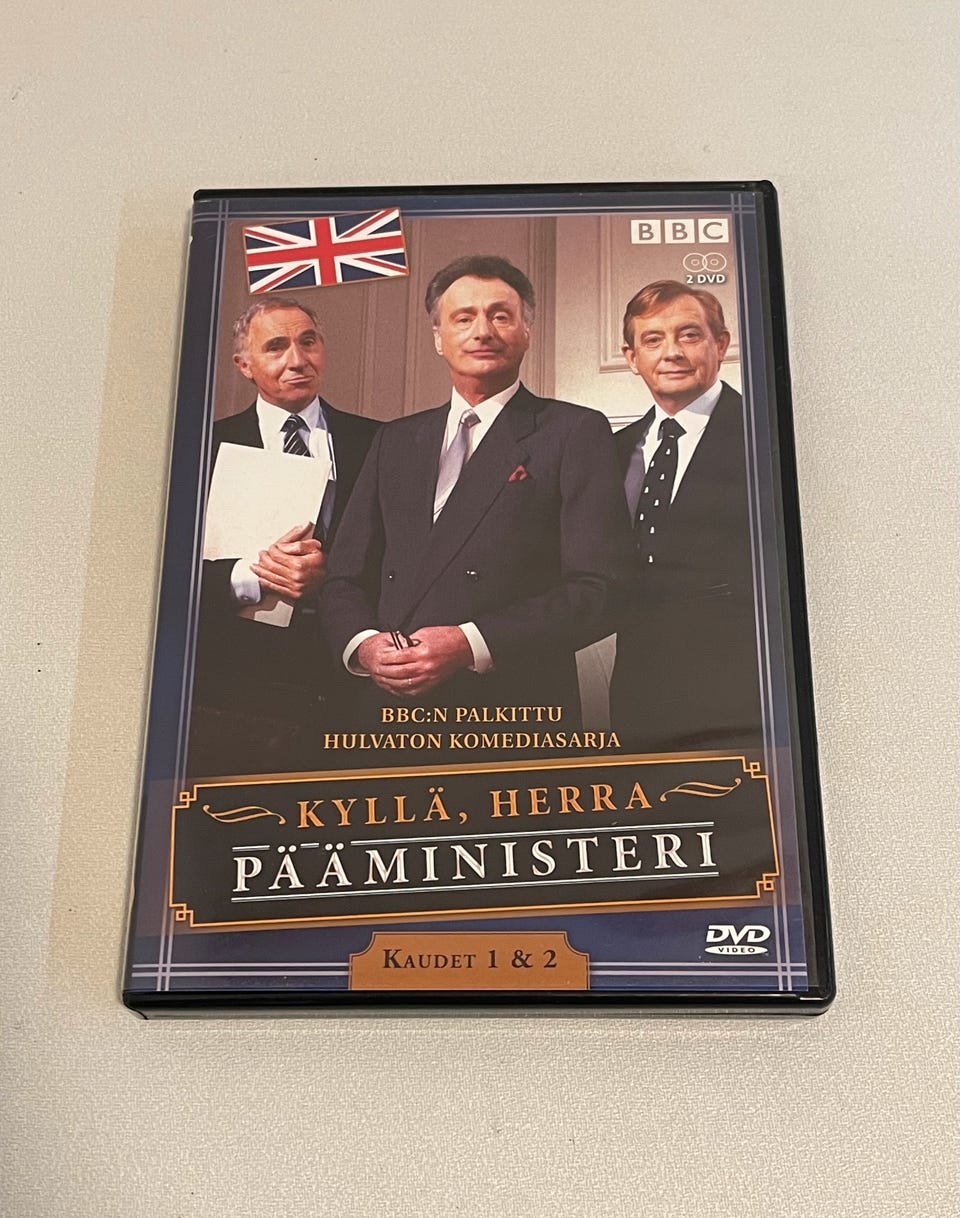 BBC
2 DVD
BBC:N PALKITTU
HULVATON KOMEDIASARJA
KYLLÄ, HERRA
PÄÄMINISTERI
KAUDET 1 & 2
DVD
VIDEO